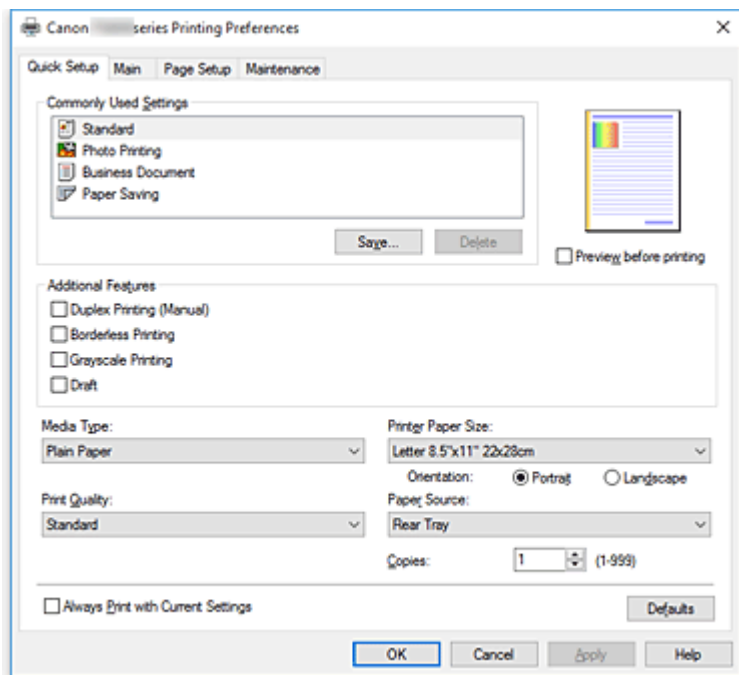 Canon series Printing Preferences
Quick Setup Main Page Setup Maintenance
Commonly Used Settings
Standard
Photo Printing
Business Document
Paper Saving
Save... Delete
Preview before printing
Additional Features
Duplex Printing (Manual)
Borderless Printing
Grayscale Printing
Draft
Media Type: Printer Paper Size:
Plain Paper Letter 8.5"x11" 22x28cm
Orientation: Portrait Landscape
Print Quality: Paper Source:
Standard Rear Tray
Copies: 1 (1-999)
Always Print with Current Settings Defaults
OK Cancel Apply Help